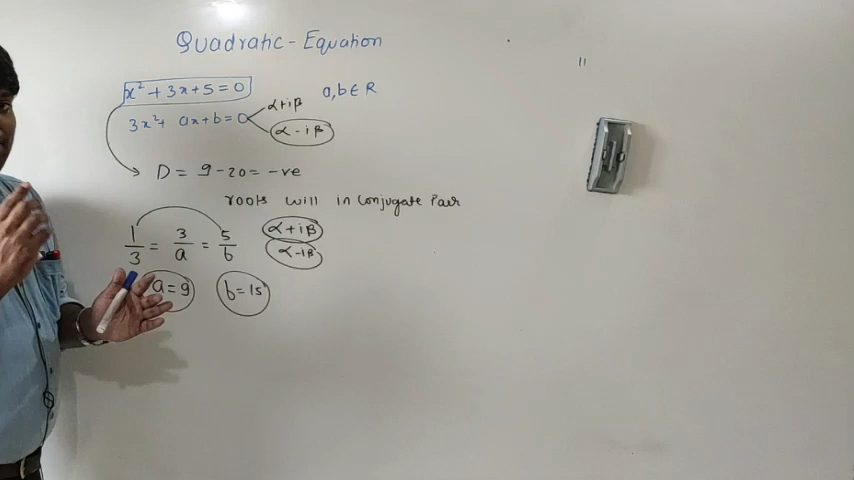 Quadratic - Equation
x² + 3x + 5 = 0
a, b ∈ R
3x² + ax + b = 0
α + iβ
α - iβ
D = 9 - 20 = -ve
roots will in conjugate Pair
1/3 = 3/a = 5/b
α + iβ
α - iβ
a = 9 b = 15